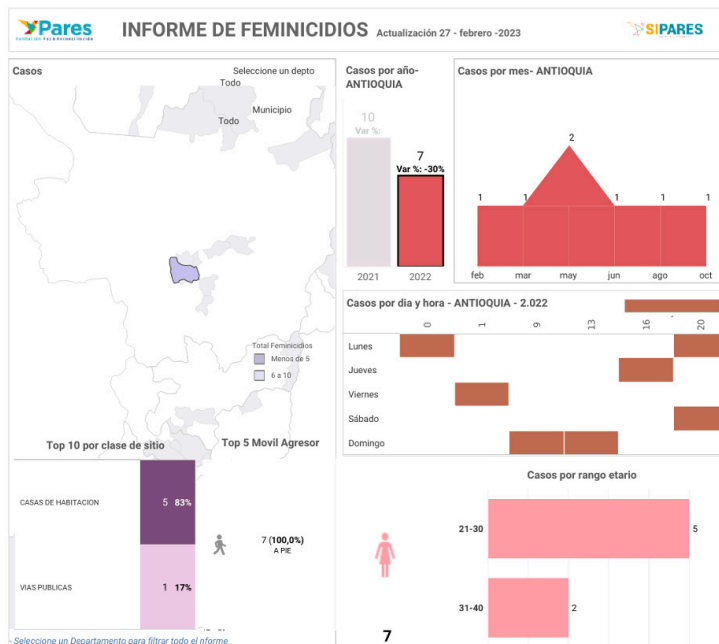 Pares
Fundación Paz & Reconciliación
INFORME DE FEMINICIDIOS Actualización 27 - febrero -2023
SIPARES
Casos
Seleccione un depto
Todo
Municipio
Todo
Total Feminicidios
Menos de 5
6 a 10
Casos por año-
ANTIOQUIA
10
Var %:
7
Var %: -30%
2021
2022
Casos por mes- ANTIOQUIA
1
1
2
1
1
1
feb
mar
may
jun
ago
oct
Casos por dia y hora - ANTIOQUIA - 2.022
0
1
9
13
16
20
Lunes
Jueves
Viernes
Sábado
Domingo
Top 10 por clase de sitio
CASAS DE HABITACION
5 83%
VIAS PUBLICAS
1 17%
Top 5 Movil Agresor
7 (100,0%)
A PIE
7
Casos por rango etario
21-30
5
31-40
2
- Seleccione un Departamento para filtrar todo el nforme